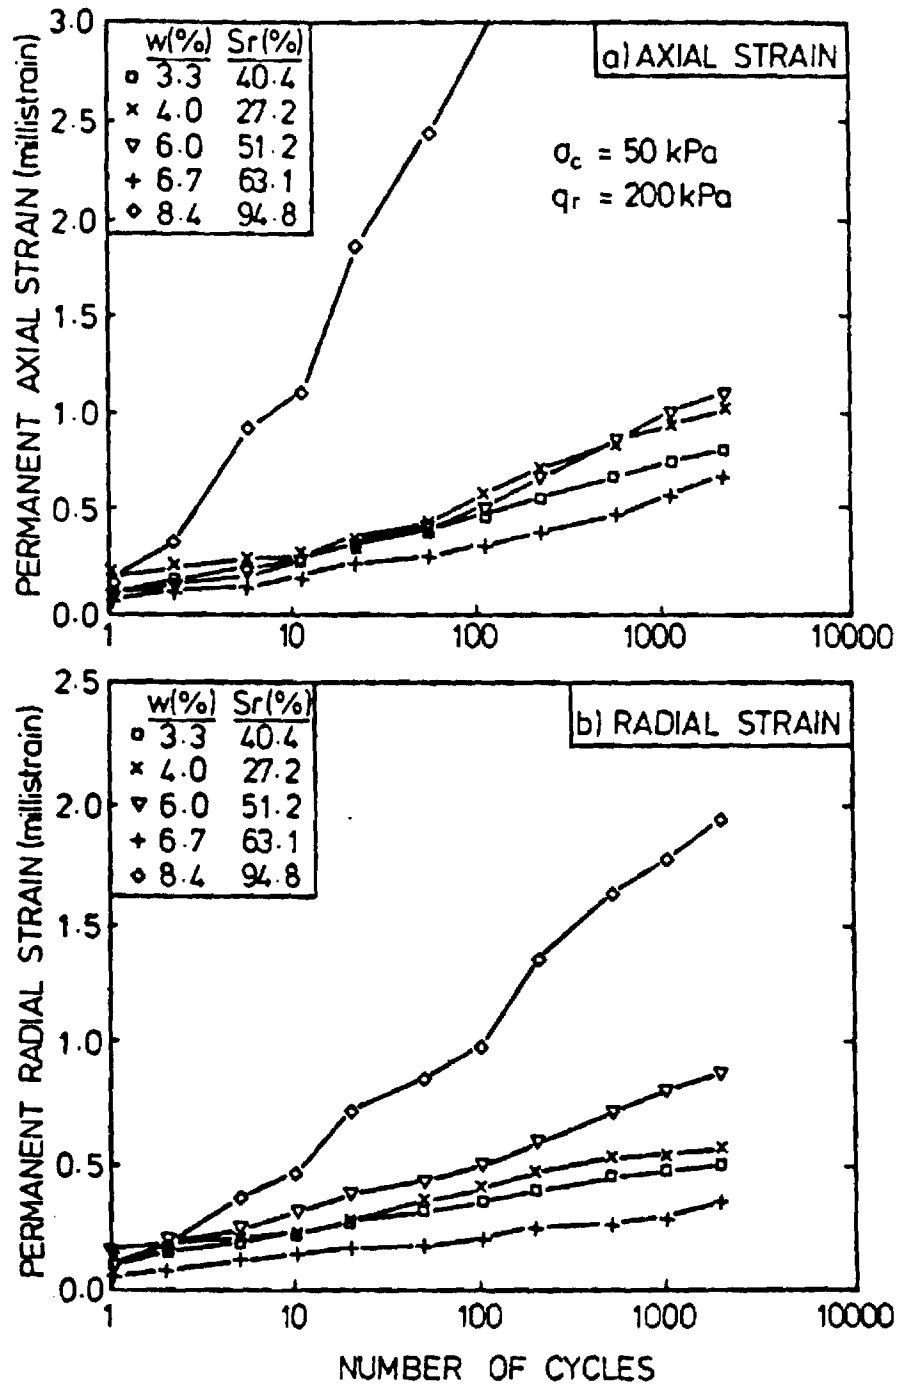 a) AXIAL STRAIN
w(%) Sr(%)
3.3 40.4
4.0 27.2
6.0 51.2
6.7 63.1
8.4 94.8
σc = 50 kPa
qr = 200 kPa
PERMANENT AXIAL STRAIN (millistrain)
3.0
2.5
2.0
1.5
1.0
0.5
0.0
1 10 100 1000 10000
b) RADIAL STRAIN
w(%) Sr(%)
3.3 40.4
4.0 27.2
6.0 51.2
6.7 63.1
8.4 94.8
PERMANENT RADIAL STRAIN (millistrain)
2.5
2.0
1.5
1.0
0.5
0.0
1 10 100 1000 10000
NUMBER OF CYCLES